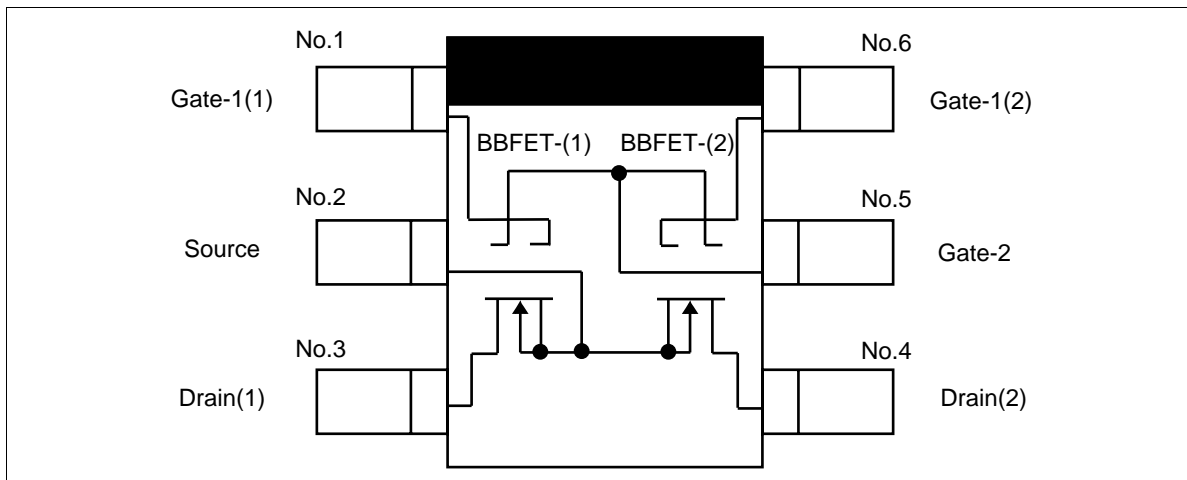 No.1
No.6
Gate-1(1)
Gate-1(2)
BBFET-(1)
BBFET-(2)
No.2
No.5
Source
Gate-2
No.3
No.4
Drain(1)
Drain(2)